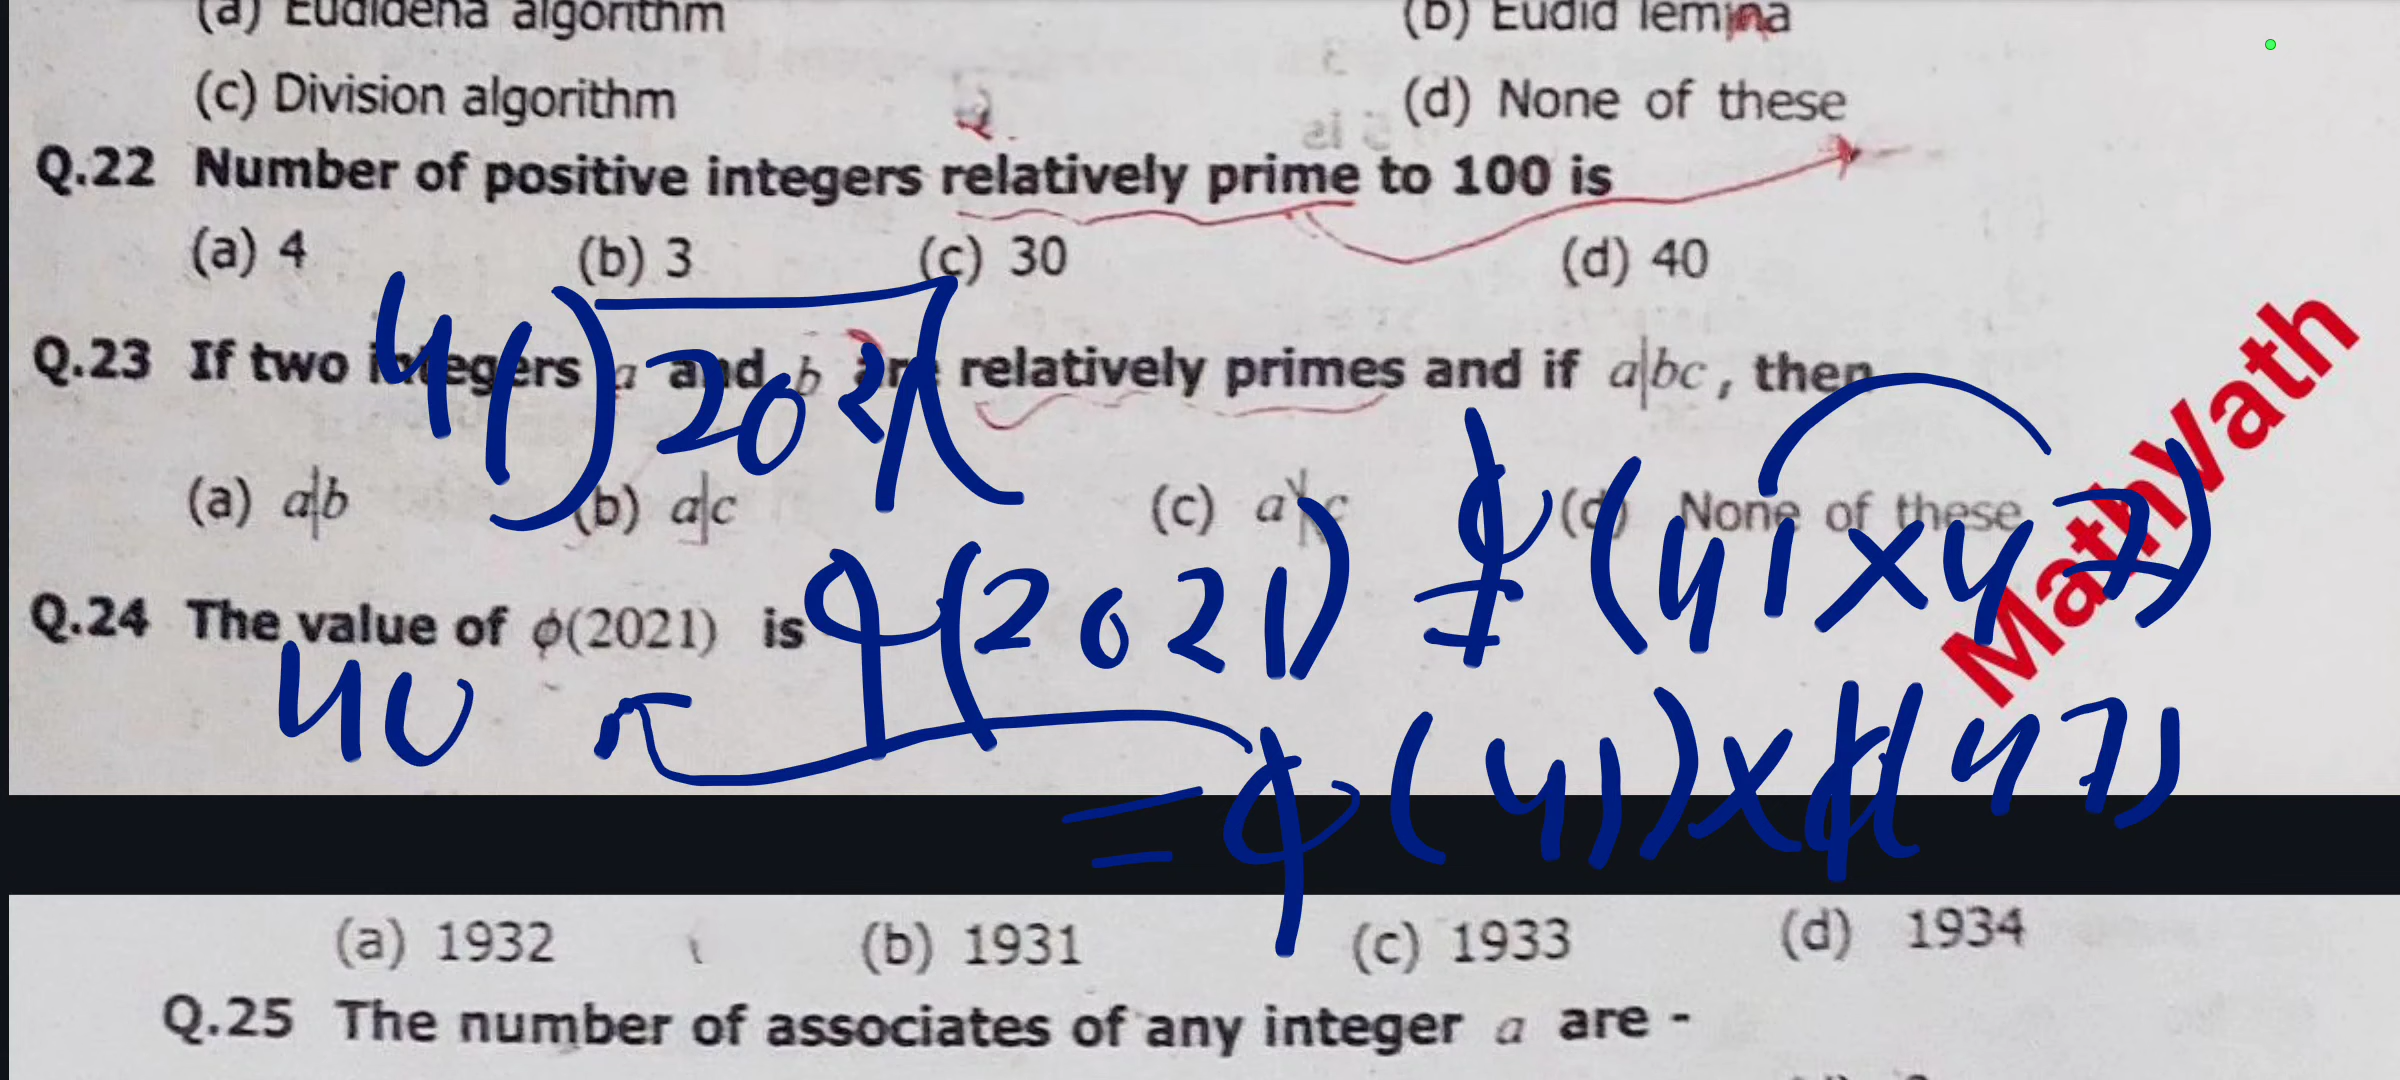 (a) Eudidena algorithm (b) Eudid lemma
(c) Division algorithm (d) None of these
Q.22 Number of positive integers relatively prime to 100 is
(a) 4 (b) 3 (c) 30 (d) 40
41)2021(
Q.23 If two integers a and b are relatively primes and if a|bc, then
(a) a|b (b) a|c (c) a∤c (d) None of these
Q.24 The value of ϕ(2021) is
ϕ(2021) = ϕ(41×47)
40
=ϕ(41)×ϕ(47)
MathYath
(a) 1932 (b) 1931 (c) 1933 (d) 1934
Q.25 The number of associates of any integer a are -